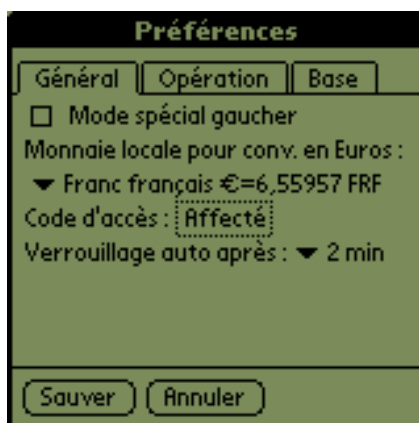 Préférences
Général Opération Base
Mode spécial gaucher
Monnaie locale pour conv. en Euros :
Franc français €=6,55957 FRF
Code d'accès : Affecté
Verrouillage auto après : 2 min
Sauver Annuler